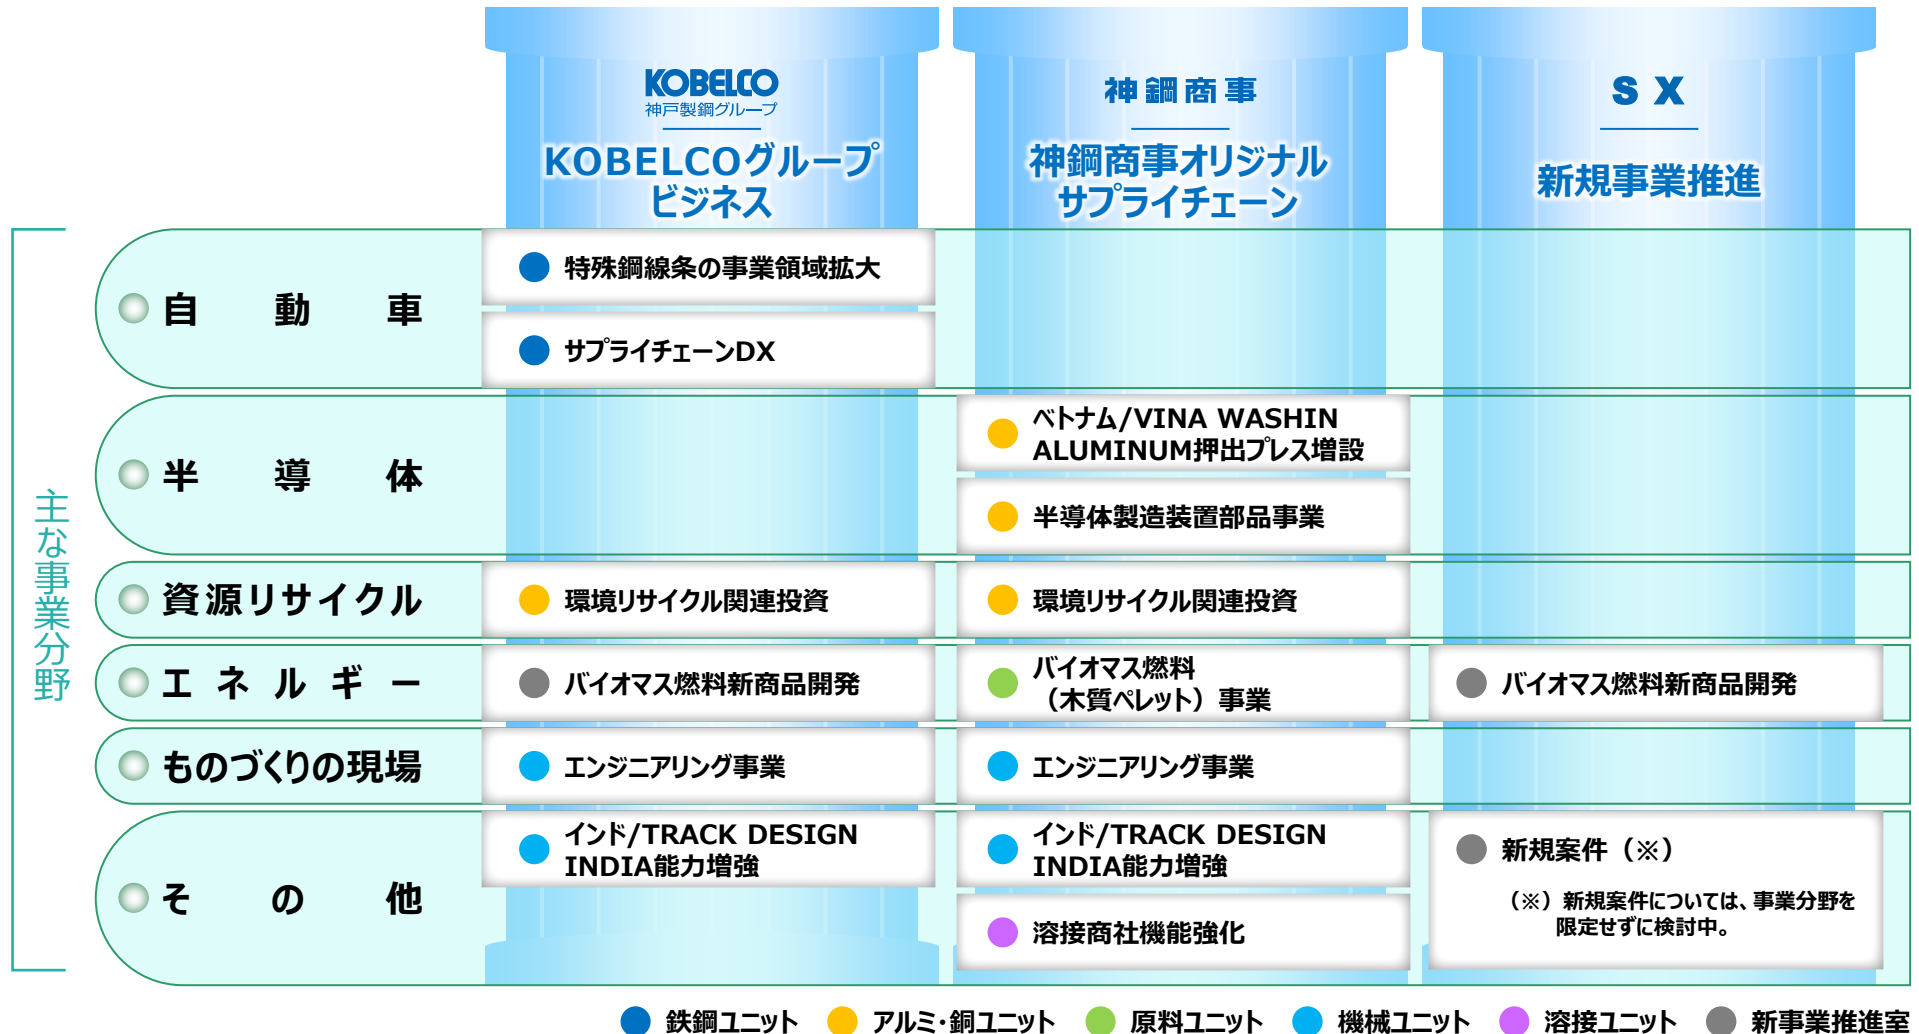 KOBELCO
神戸製鋼グループ
KOBELCOグループ
ビジネス
神鋼商事
神鋼商事オリジナル
サプライチェーン
SX
新規事業推進
主な事業分野
自動車
特殊鋼線条の事業領域拡大
サプライチェーンDX
半導体
ベトナム/VINA WASHIN
ALUMINUM押出プレス増設
半導体製造装置部品事業
資源リサイクル
環境リサイクル関連投資
環境リサイクル関連投資
エネルギー
バイオマス燃料新商品開発
バイオマス燃料
（木質ペレット）事業
バイオマス燃料新商品開発
ものづくりの現場
エンジニアリング事業
エンジニアリング事業
その他
インド/TRACK DESIGN
INDIA能力増強
インド/TRACK DESIGN
INDIA能力増強
溶接商社機能強化
新規案件（※）
（※）新規案件については、事業分野を
限定せずに検討中。
鉄鋼ユニット
アルミ・銅ユニット
原料ユニット
機械ユニット
溶接ユニット
新事業推進室